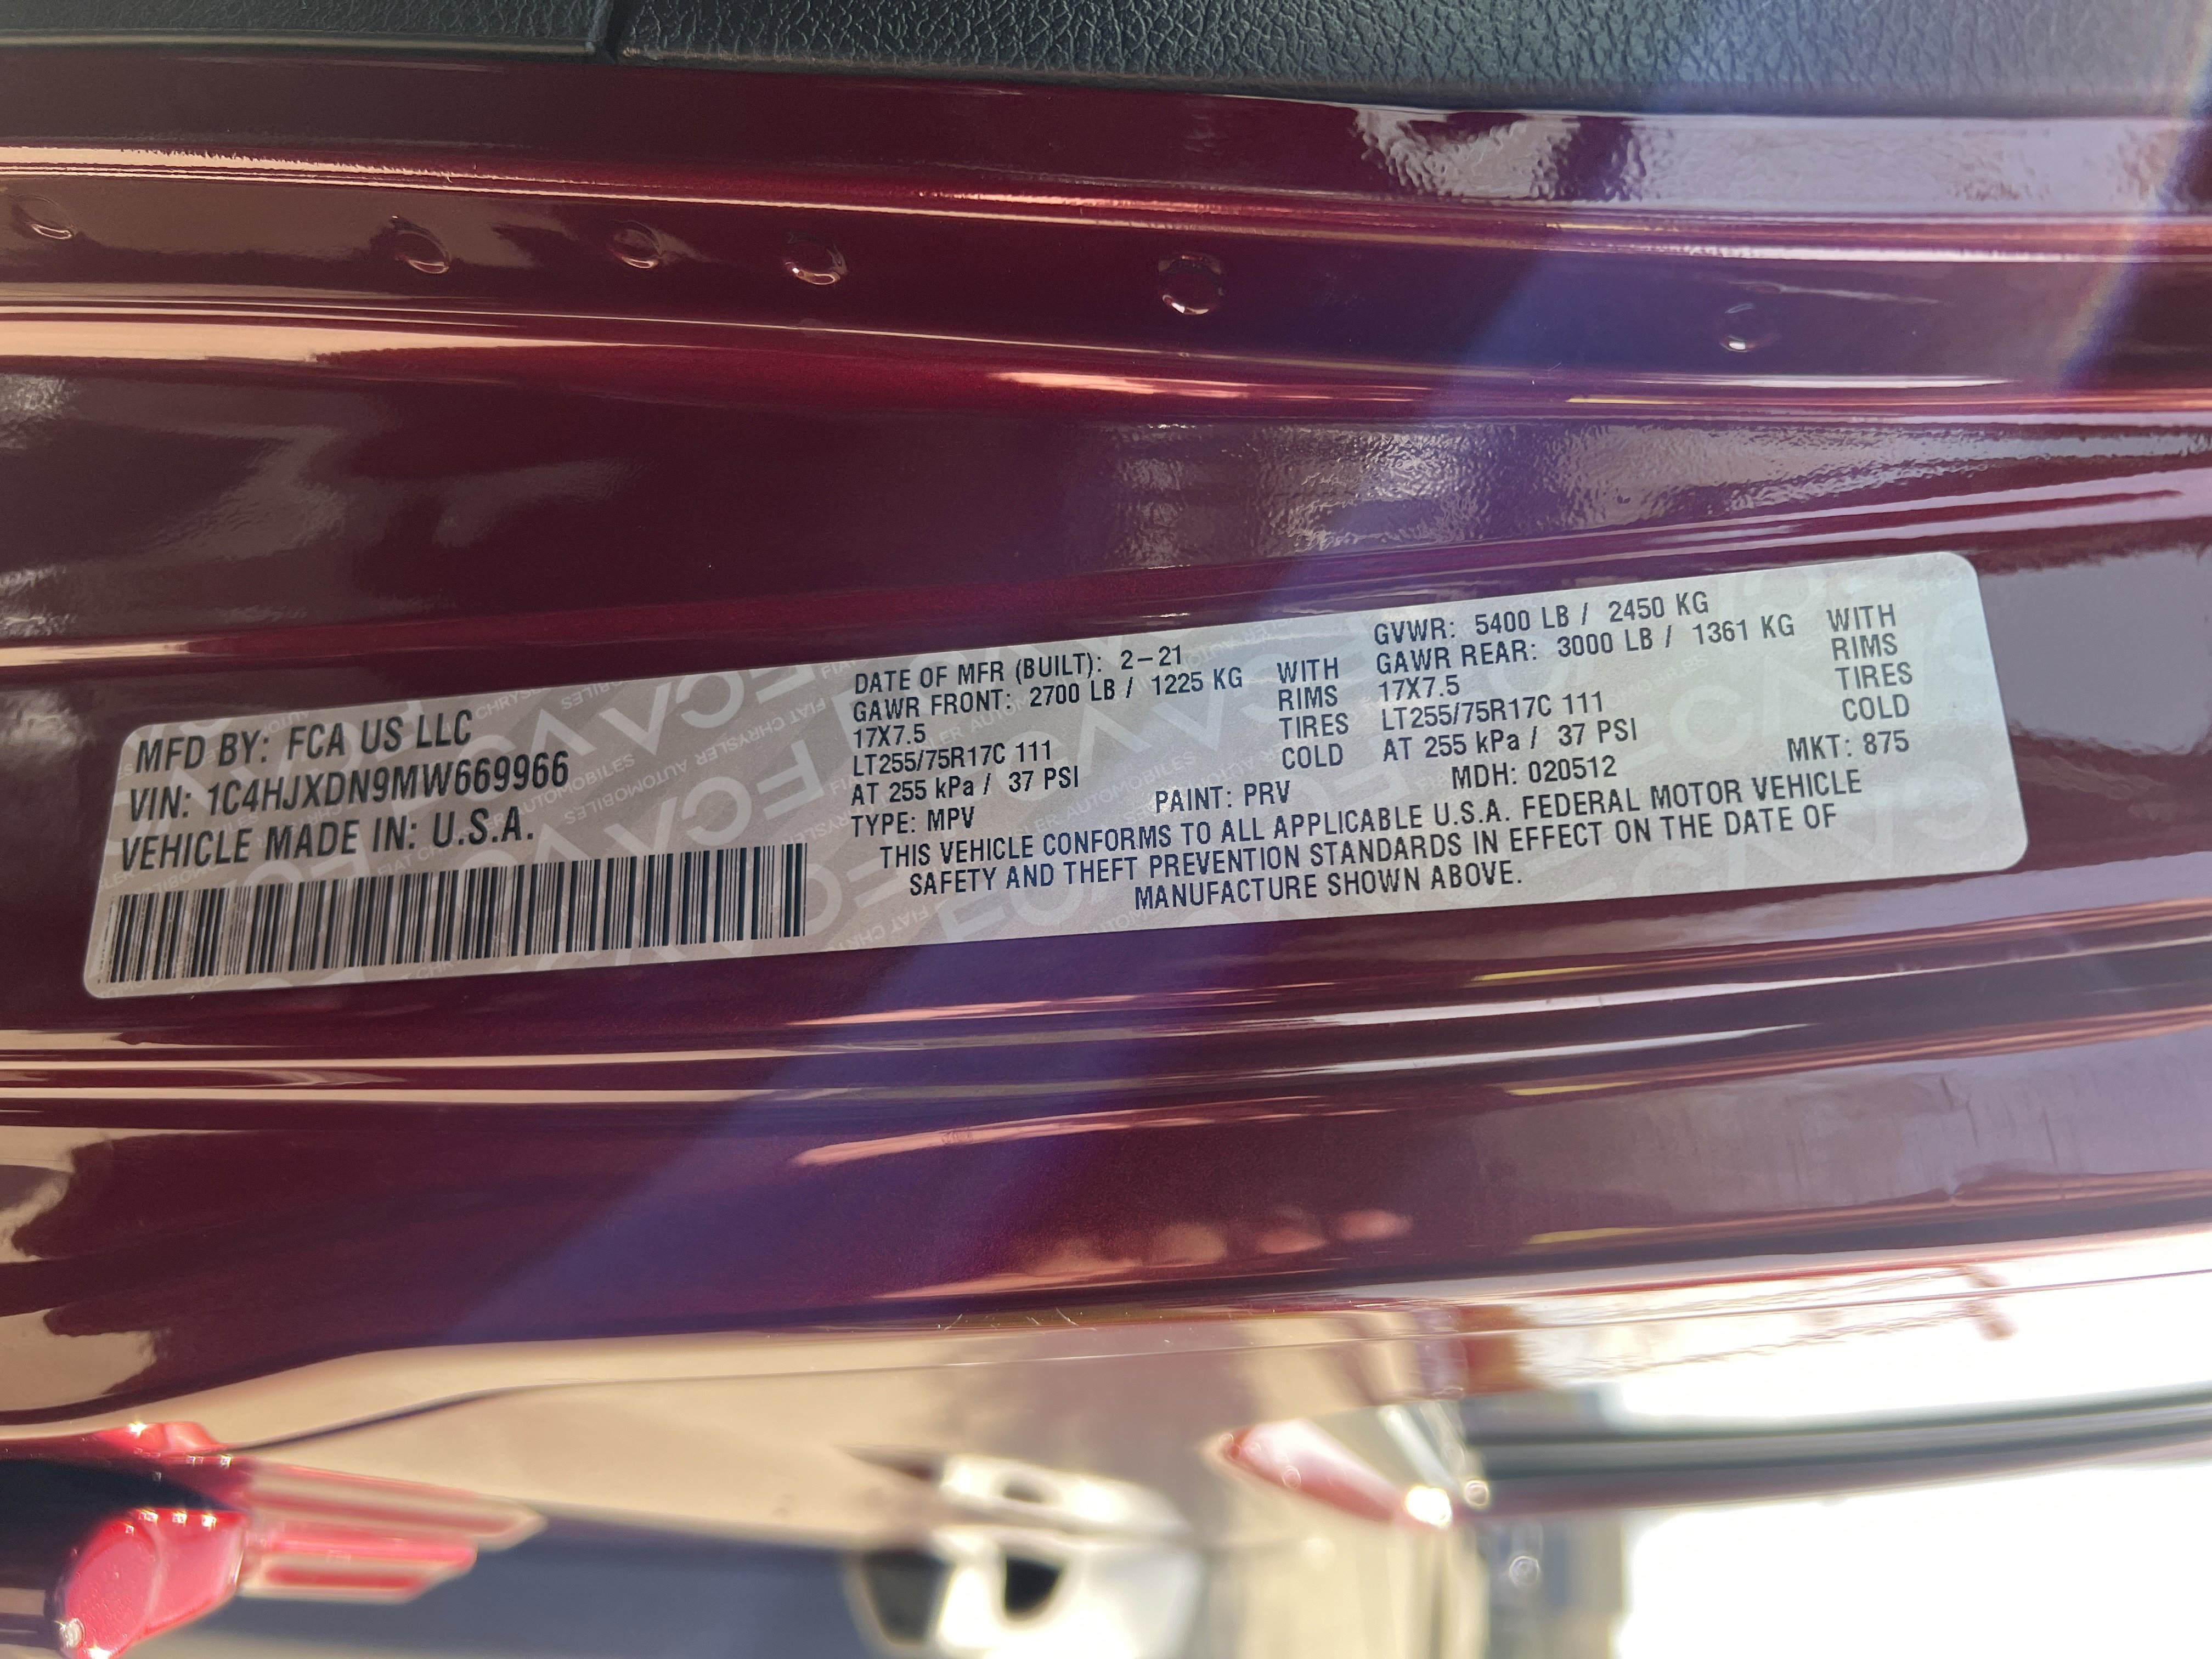 MFD BY: FCA US LLC
VIN: 1C4HJXDN9MW669966
VEHICLE MADE IN: U.S.A.
DATE OF MFR (BUILT): 2-21
GAWR FRONT: 2700 LB / 1225 KG WITH
17X7.5 RIMS
LT255/75R17C 111 TIRES
AT 255 kPa / 37 PSI COLD
GVWR: 5400 LB / 2450 KG
GAWR REAR: 3000 LB / 1361 KG WITH
17X7.5 RIMS
LT255/75R17C 111 TIRES
AT 255 kPa / 37 PSI COLD
TYPE: MPV PAINT: PRV MDH: 020512 MKT: 875
THIS VEHICLE CONFORMS TO ALL APPLICABLE U.S.A. FEDERAL MOTOR VEHICLE
SAFETY AND THEFT PREVENTION STANDARDS IN EFFECT ON THE DATE OF
MANUFACTURE SHOWN ABOVE.